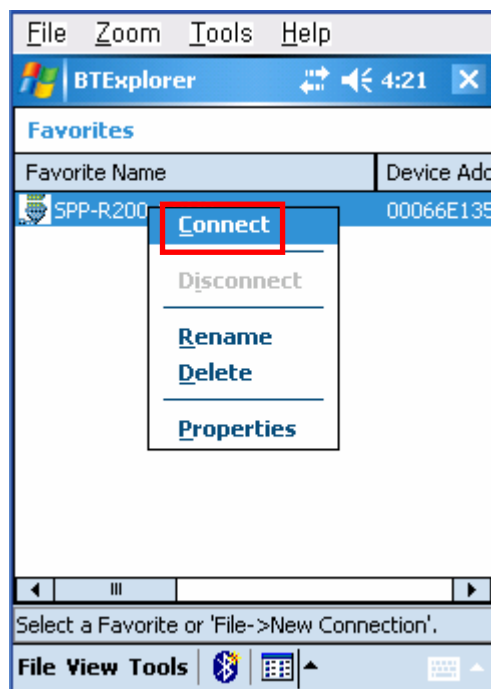 File Zoom Tools Help
BTExplorer 4:21
Favorites
Favorite Name Device Add
SPP-R200 00066E135
Connect
Disconnect
Rename
Delete
Properties
Select a Favorite or 'File->New Connection'.
File View Tools